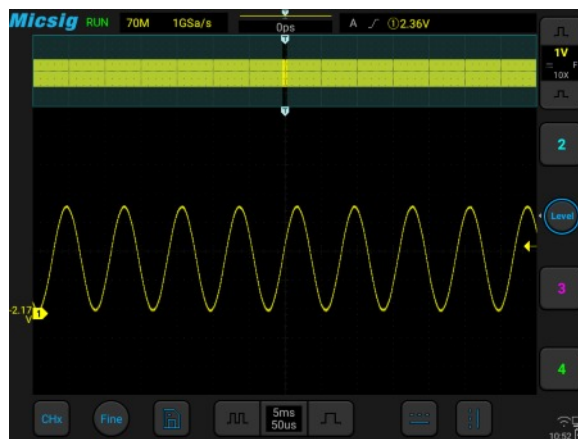 Micsig RUN 70M 1GSa/s 0ps A ①2.36V
T
1V
F
10X
T
2
Level
-2.17
V
1
3
4
CHx Fine 5ms
50us
10:52